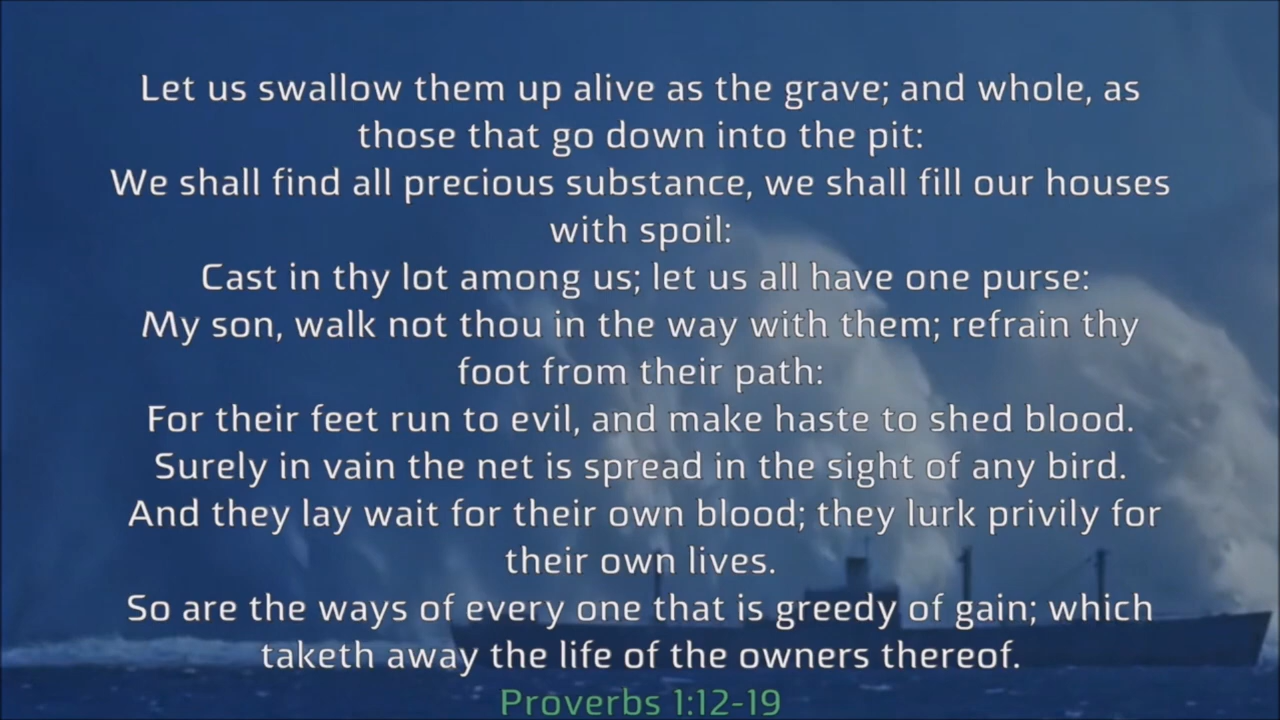 Let us swallow them up alive as the grave; and whole, as
those that go down into the pit:
We shall find all precious substance, we shall fill our houses
with spoil:
Cast in thy lot among us; let us all have one purse:
My son, walk not thou in the way with them; refrain thy
foot from their path:
For their feet run to evil, and make haste to shed blood.
Surely in vain the net is spread in the sight of any bird.
And they lay wait for their own blood; they lurk privily for
their own lives.
So are the ways of every one that is greedy of gain; which
taketh away the life of the owners thereof.
Proverbs 1:12-19